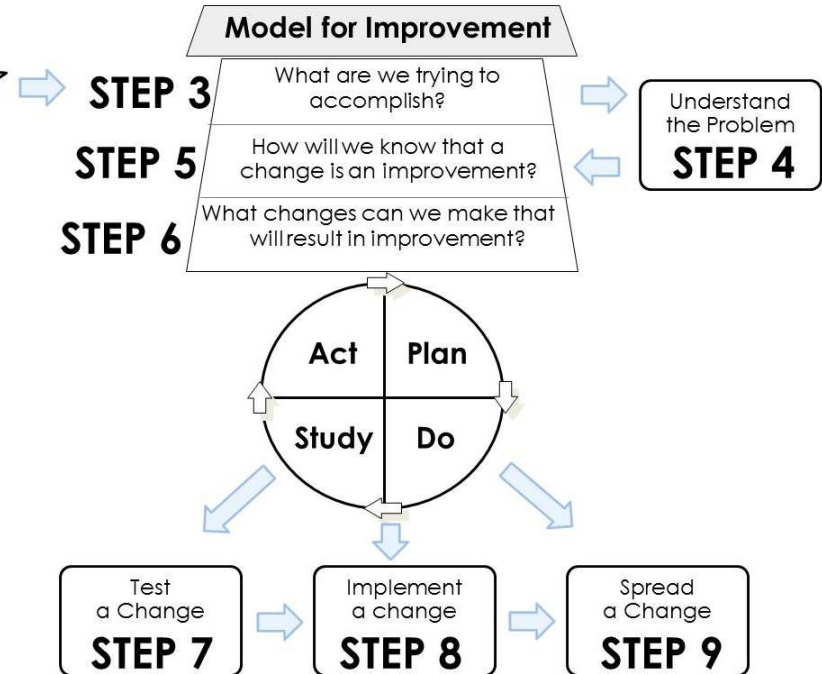 Model for Improvement
STEP 3
What are we trying to
accomplish?
Understand
the Problem
STEP 4
STEP 5
How will we know that a
change is an improvement?
STEP 6
What changes can we make that
will result in improvement?
Act
Plan
Study
Do
Test
a Change
STEP 7
Implement
a change
STEP 8
Spread
a Change
STEP 9